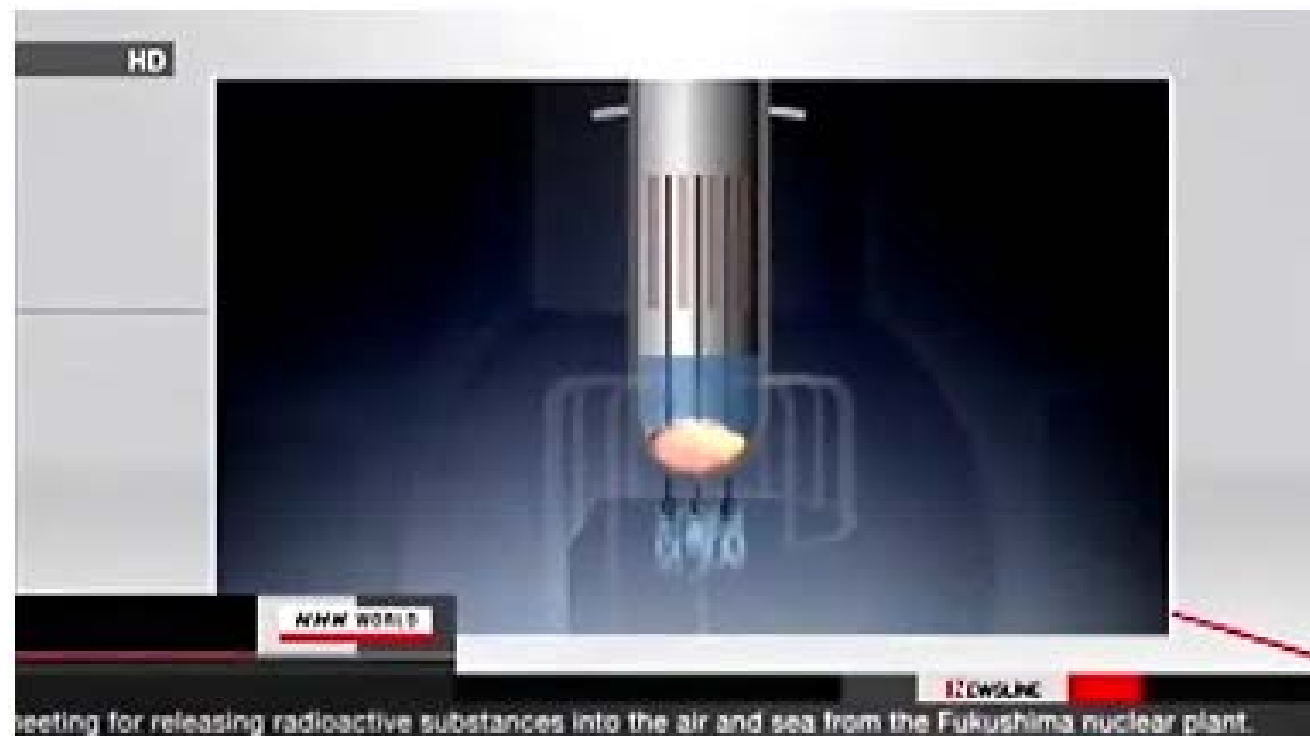 HD
NHK WORLD
NEWSLINE
eeting for releasing radioactive substances into the air and sea from the Fukushima nuclear plant.